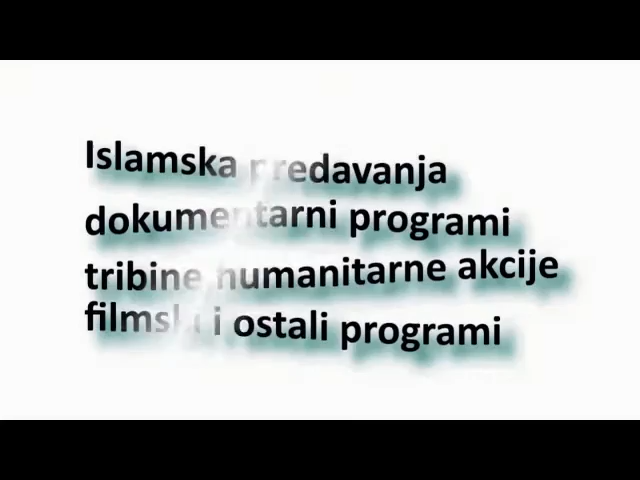 Islamska predavanja
dokumentarni programi
tribine humanitarne akcije
filmski i ostali programi